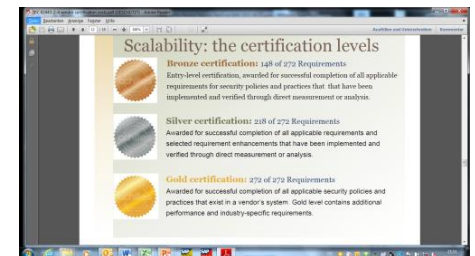 Datei Bearbeiten Anzeige Fenster Hilfe
Scalability: the certification levels
Bronze certification: 148 of 272 Requirements
Entry-level certification, awarded for successful completion of all applicable
requirements for security policies and practices that that have been
implemented and verified through direct measurement or analysis.
Silver certification: 218 of 272 Requirements
Awarded for successful completion of all applicable requirements and
selected requirement enhancements that have been implemented and
verified through direct measurement or analysis.
Gold certification: 272 of 272 Requirements
Awarded for successful completion of all applicable security policies and
practices that exist in a vendor's system. Gold level contains additional
performance and industry-specific requirements.